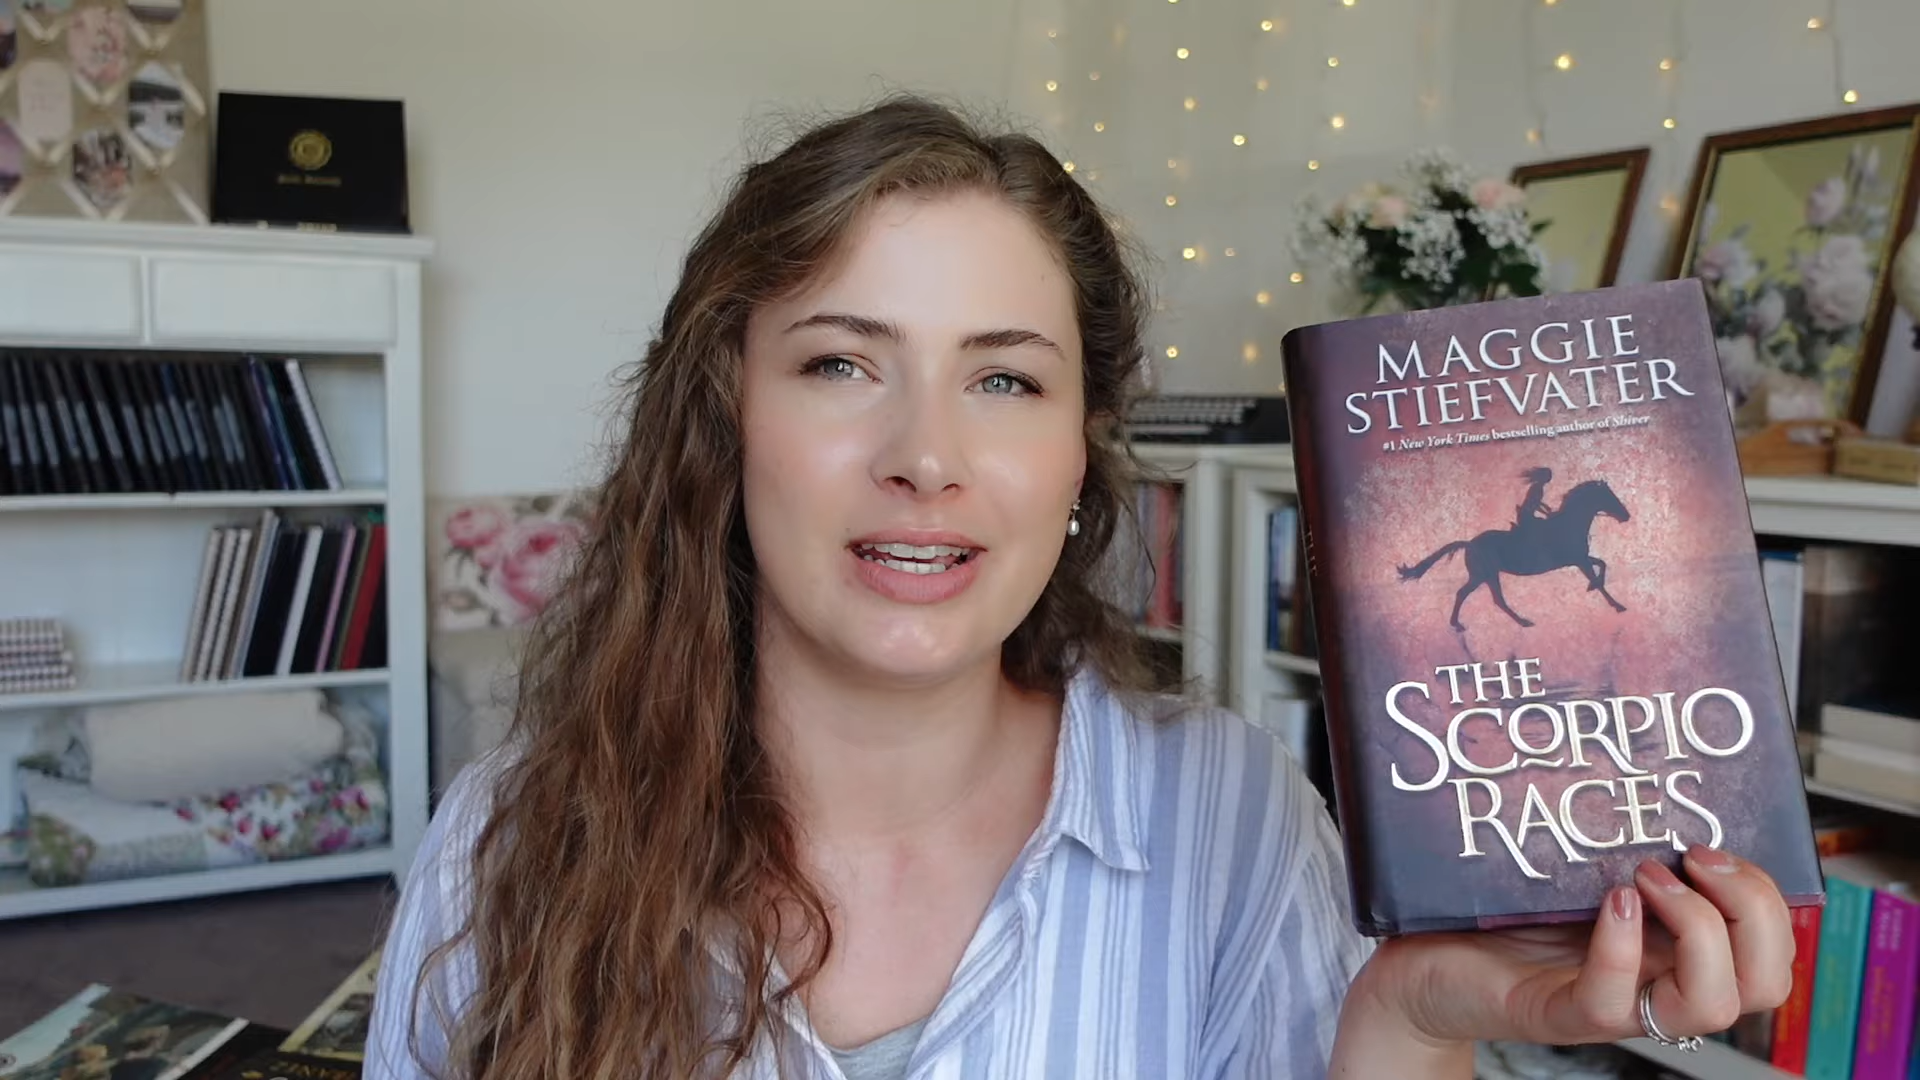 MAGGIE
STIEFVATER
#1 New York Times bestselling author of Shiver
THE
SCORPIO
RACES